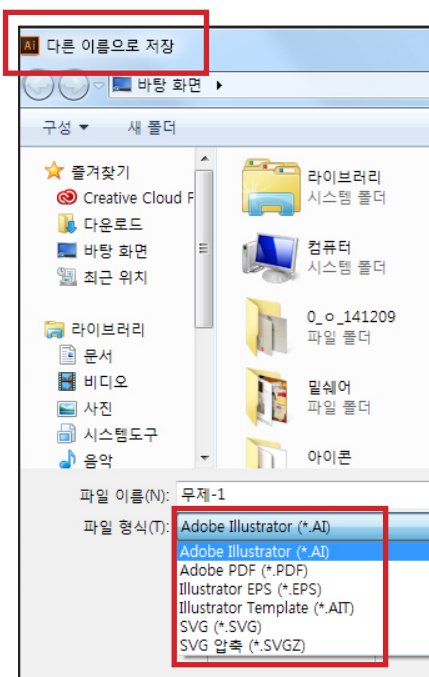 Ai 다른 이름으로 저장
바탕 화면
구성 새 폴더
즐겨찾기
Creative Cloud F
다운로드
바탕 화면
최근 위치
라이브러리
문서
비디오
사진
시스템도구
음악
라이브러리
시스템 폴더
컴퓨터
시스템 폴더
0_ㅇ_141209
파일 폴더
밀쉐어
파일 폴더
아이콘
파일 이름(N): 무제-1
파일 형식(T): Adobe Illustrator (*.AI)
Adobe Illustrator (*.AI)
Adobe PDF (*.PDF)
Illustrator EPS (*.EPS)
Illustrator Template (*.AIT)
SVG (*.SVG)
SVG 압축 (*.SVGZ)